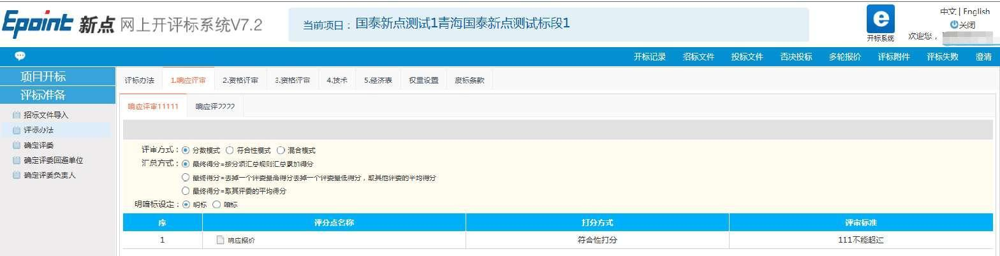 Epoint 新点 网上开评标系统V7.2
当前项目： 国泰新点测试1青海国泰新点测试标段1
开标系统
中文 | English
关闭
欢迎您，
开标记录 招标文件 投标文件 否决投标 多轮报价 评标附件 评标失败 澄清
项目开标
评标准备
招标文件导入
评标办法
确定评委
确定评委回避单位
确定评委负责人
评标办法 1.响应评审 2.资格评审 3.资格评审 4.技术 5.经济表 权重设置 废标条款
响应评审11111 响应评2222
评审方式： 分数模式 符合性模式 混合模式
汇总方式： 最终得分=按分项汇总规则汇总累加得分
最终得分=去掉一个评委最高得分去掉一个评委最低得分，取其他评委的平均得分
最终得分=取其评委的平均得分
明暗标设定： 明标 暗标
序 评分点名称 打分方式 评审标准
1 响应报价 符合性打分 111不能超过